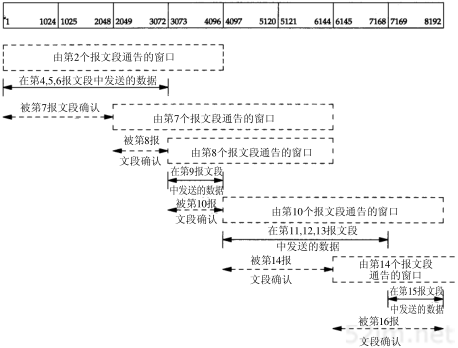 1 1024 1025 2048 2049 3072 3073 4096 4097 5120 5121 6144 6145 7168 7169 8192
由第2个报文段通告的窗口
在第4,5,6报文段中发送的数据
被第7报文段确认
由第7个报文段通告的窗口
被第8报
文段确认
由第8个报文段通告的窗口
在第9报文段
中发送的数据
被第10报
文段确认
由第10个报文段通告的窗口
在第11,12,13报文段
中发送的数据
被第14报
文段确认
由第14个报文段
通告的窗口
在第15报文段
中发送的数据
被第16报
文段确认